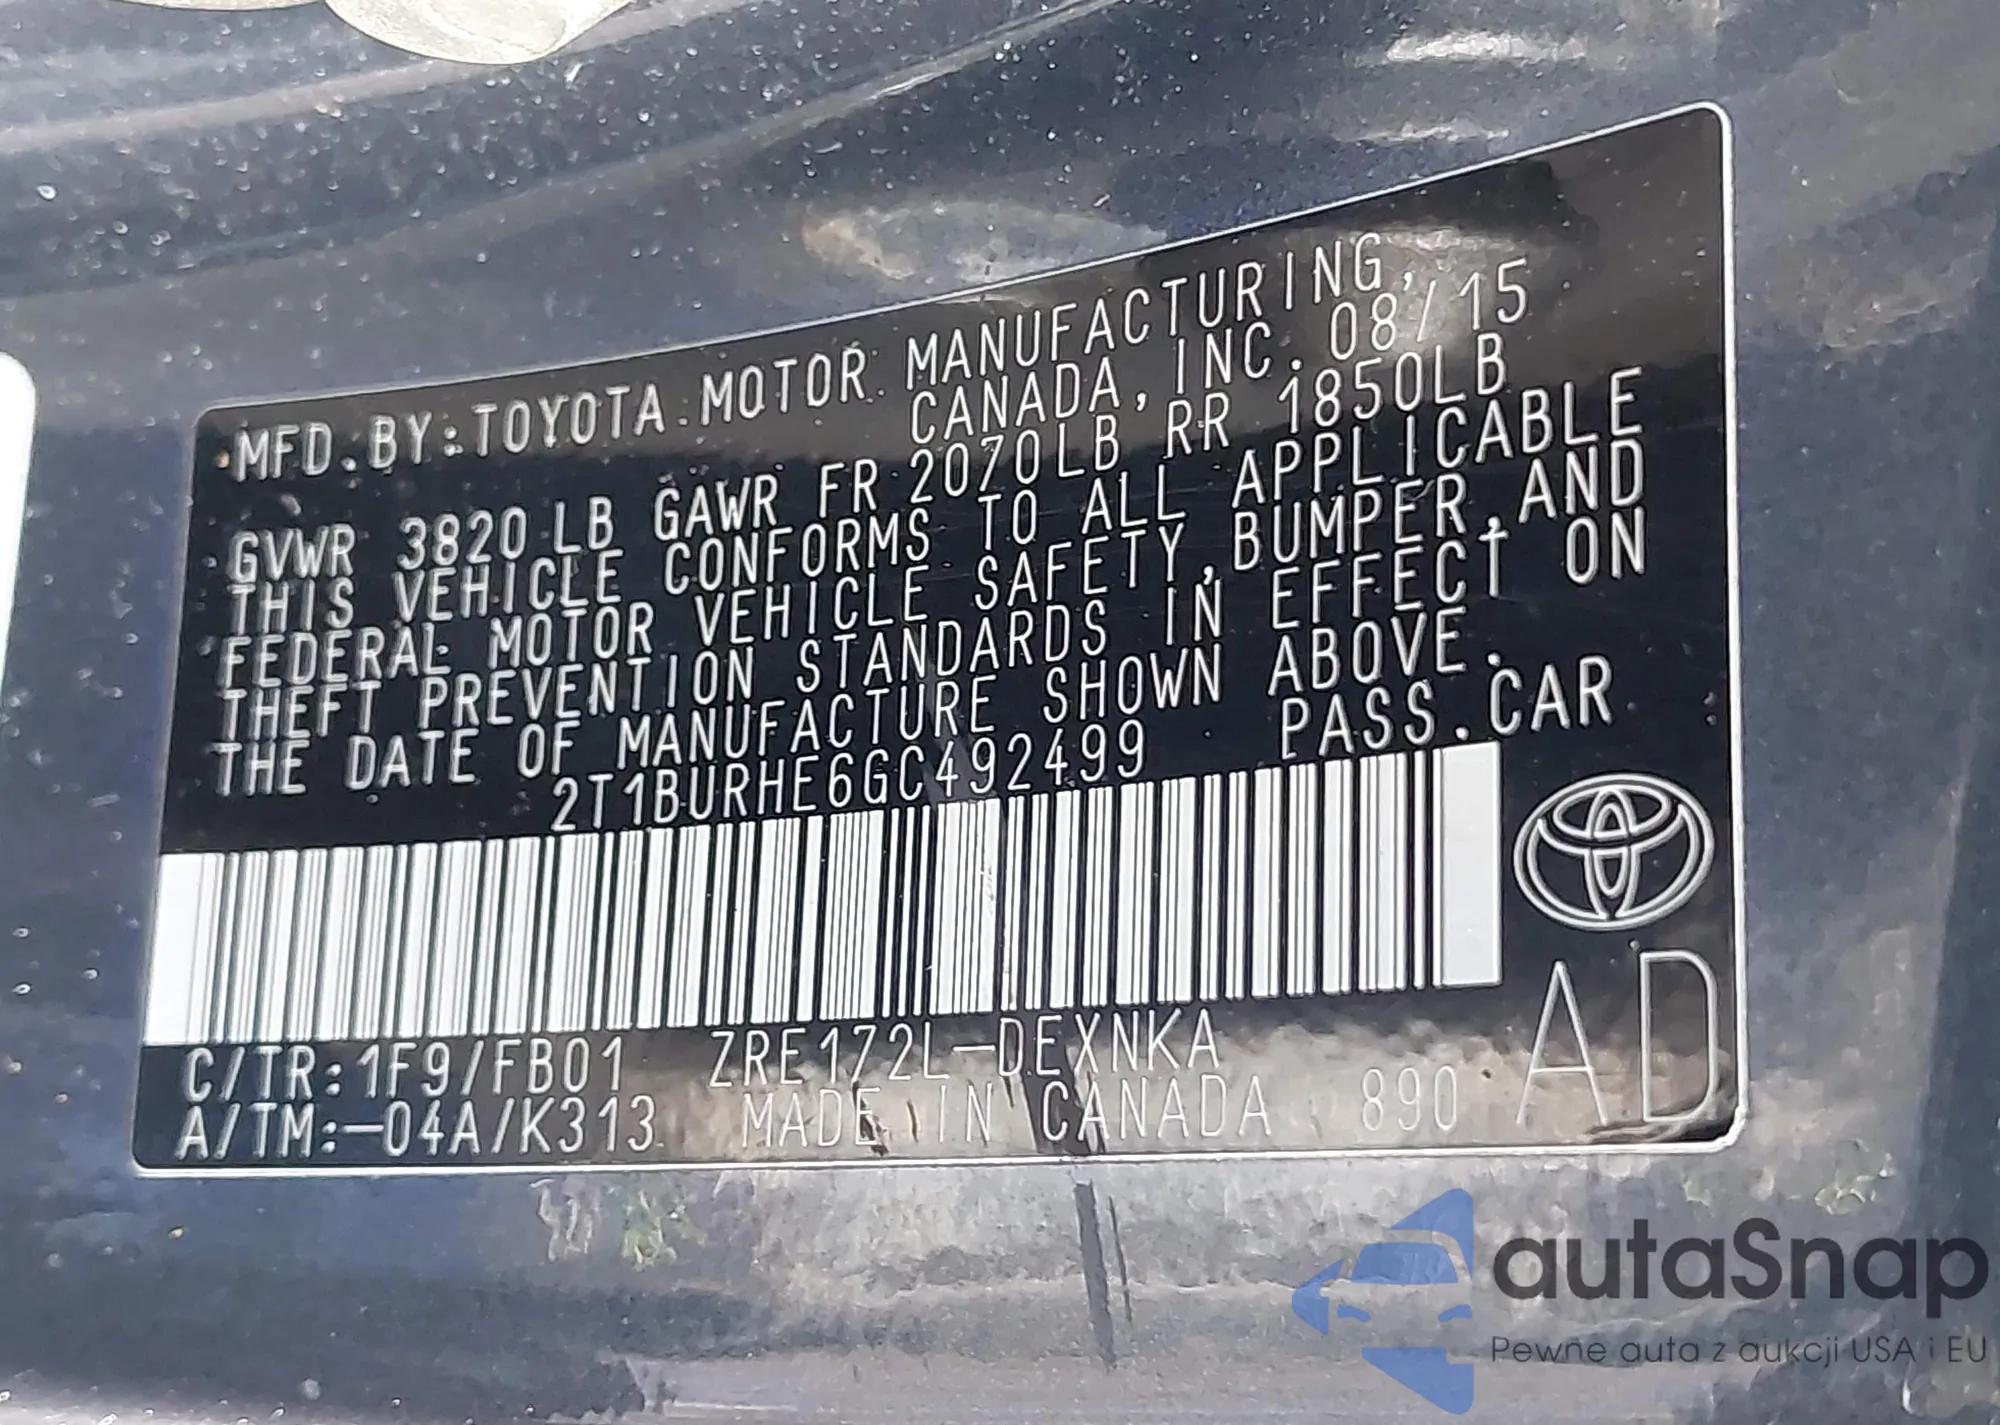 MFD.BY:TOYOTA MOTOR MANUFACTURING,
CANADA, INC. 08/15
GVWR 3820 LB GAWR FR 2070LB RR 1850LB
THIS VEHICLE CONFORMS TO ALL APPLICABLE
FEDERAL MOTOR VEHICLE SAFETY,BUMPER,AND
THEFT PREVENTION STANDARDS IN EFFECT ON
THE DATE OF MANUFACTURE SHOWN ABOVE.
2T1BURHE6GC492499 PASS.CAR
C/TR:1F9/FB01 ZRE172L-DEXNKA
A/TM:-04A/K313 MADE IN CANADA 890
AD
autaSnap
Pewne auta z aukcji USA i EU